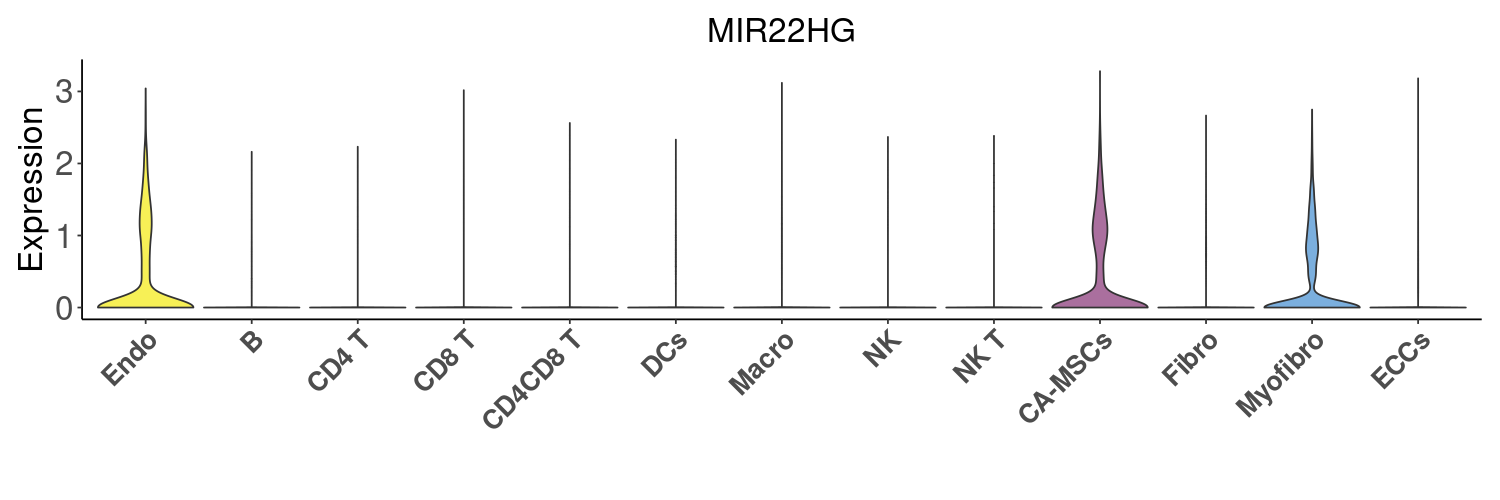 MIR22HG
Expression
3
2
1
0
Endo
B
CD4 T
CD8 T
CD4CD8 T
DCs
Macro
NK
NK T
CA-MSCs
Fibro
Myofibro
ECCs